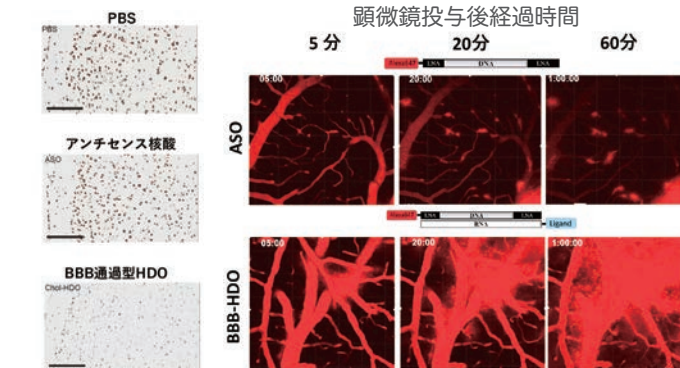 顕微鏡投与後経過時間
PBS
PBS
アンチセンス核酸
ASO
BBB通過型HDO
Chol-HDO
5 分
20分
60分
LNA
DNA
LNA
ASO
05:00
20:00
1:00:00
LNA
DNA
LNA
RNA
Ligand
BBB-HDO
05:00
20:00
1:00:00